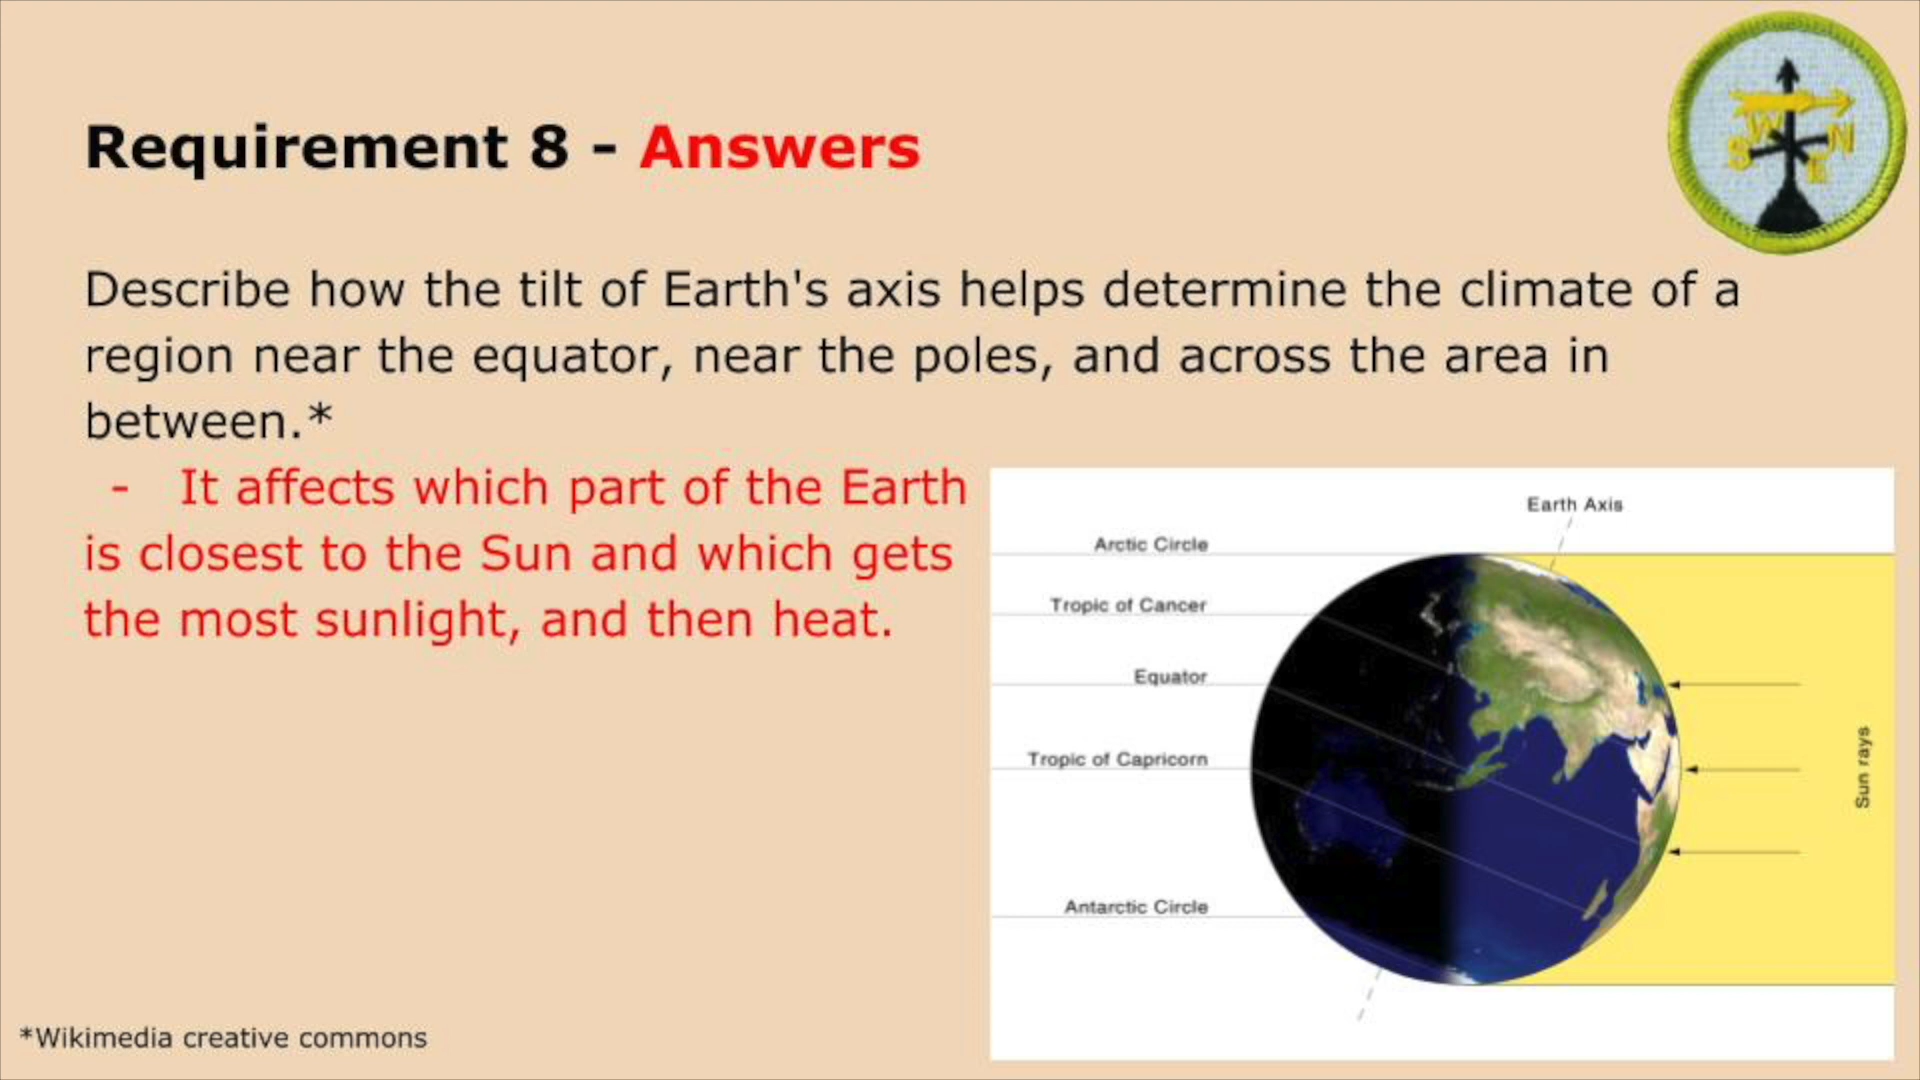 Requirement 8 - Answers
Describe how the tilt of Earth's axis helps determine the climate of a
region near the equator, near the poles, and across the area in
between.*
- It affects which part of the Earth
is closest to the Sun and which gets
the most sunlight, and then heat.
Earth Axis
Arctic Circle
Tropic of Cancer
Equator
Tropic of Capricorn
Antarctic Circle
Sun rays
W
N
S
E
*Wikimedia creative commons